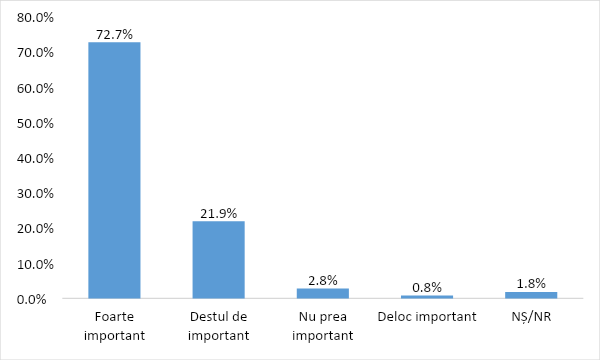 80.0%
70.0%
60.0%
50.0%
40.0%
30.0%
20.0%
10.0%
0.0%
72.7%
21.9%
2.8%
0.8%
1.8%
Foarte
important
Destul de
important
Nu prea
important
Deloc important
NȘ/NR